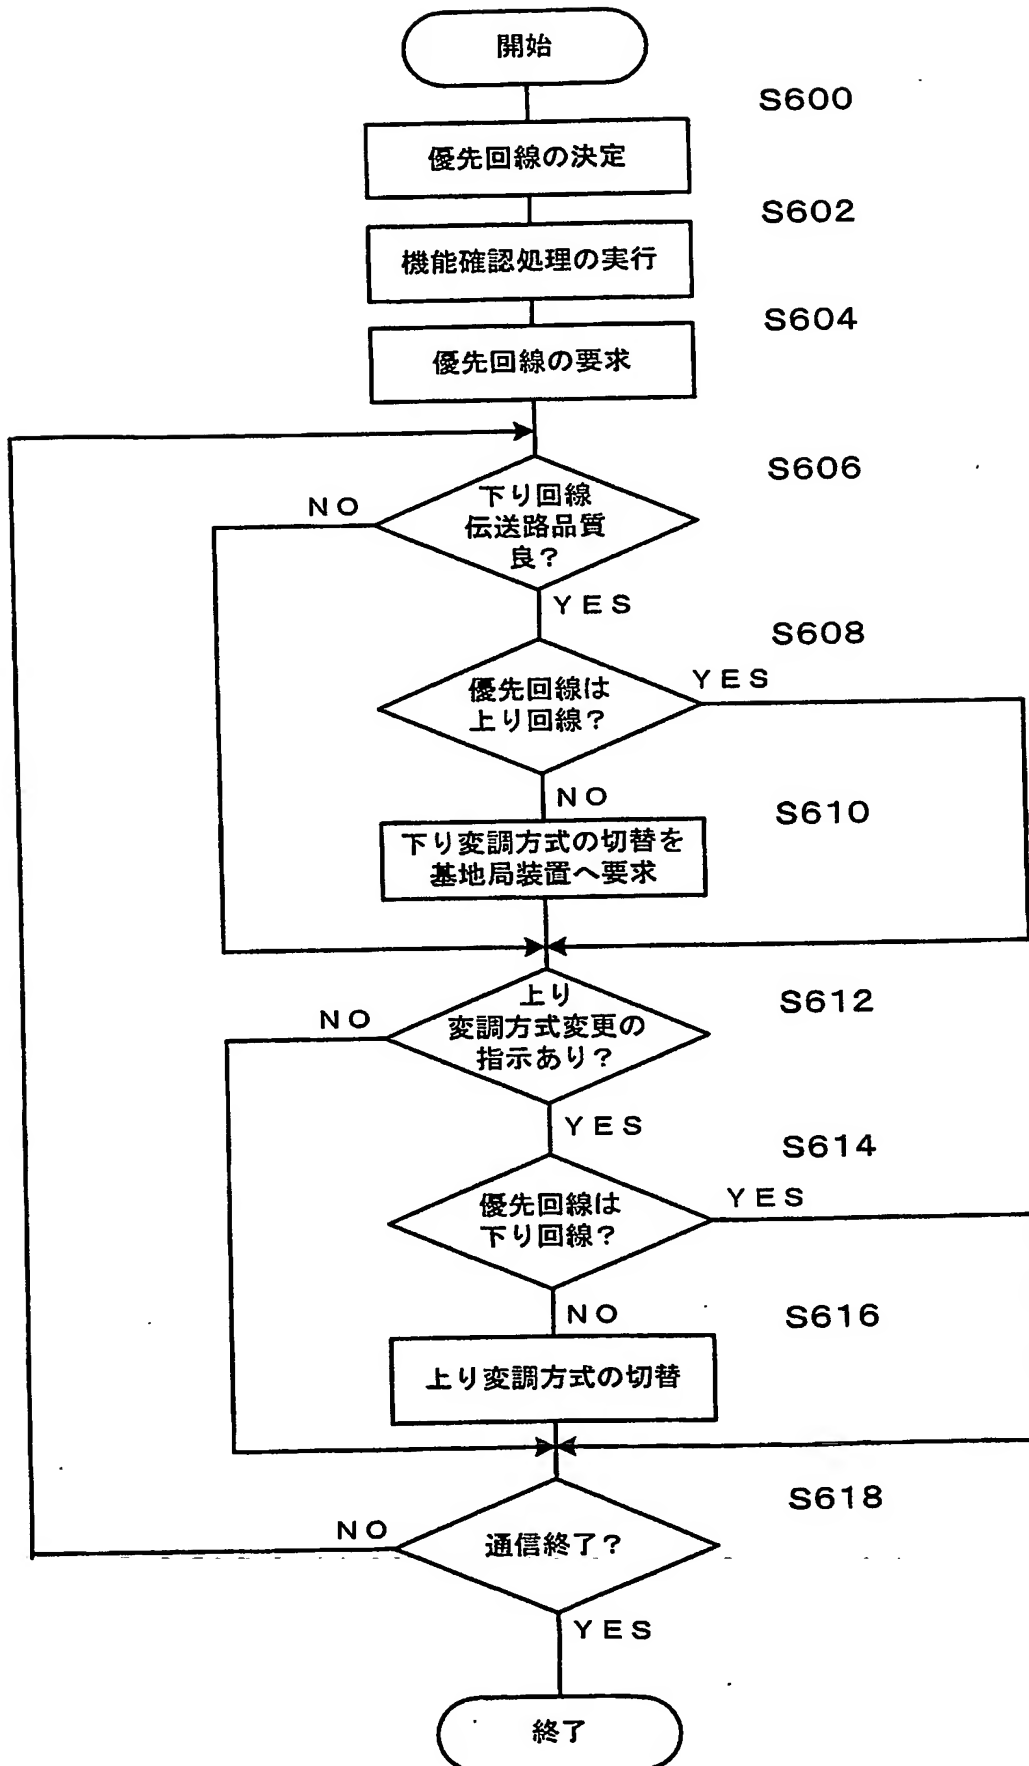 開始
S600
優先回線の決定
S602
機能確認処理の実行
S604
優先回線の要求
S606
NO
下り回線
伝送路品質
良？
YES
S608
優先回線は
上り回線？
YES
NO
S610
下り変調方式の切替を
基地局装置へ要求
S612
NO
上り
変調方式変更の
指示あり？
YES
S614
優先回線は
下り回線？
YES
NO
S616
上り変調方式の切替
S618
NO
通信終了？
YES
終了